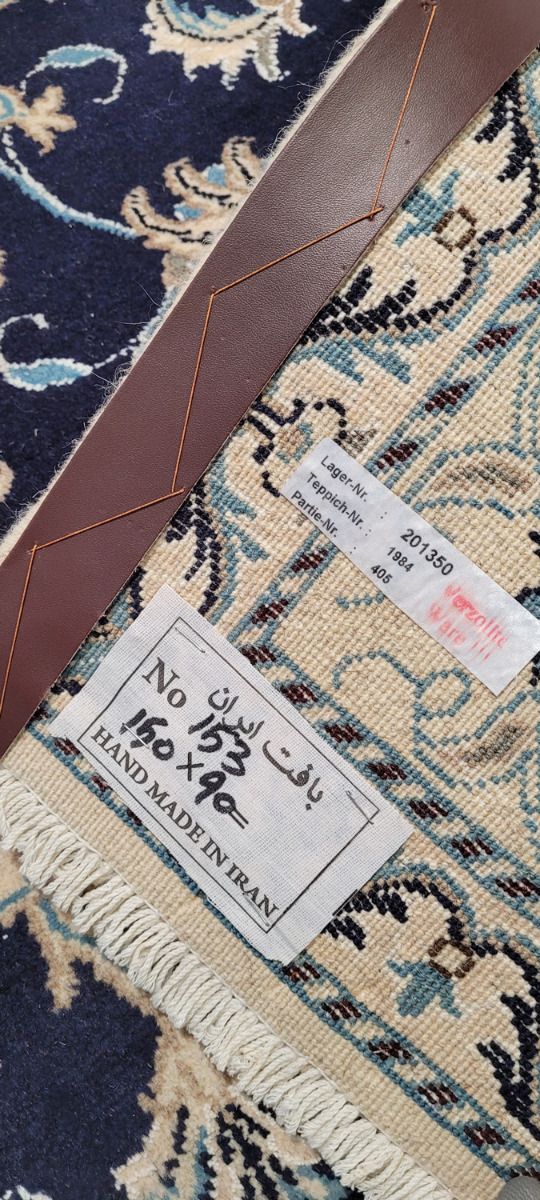 Lager-Nr. : 201350
Teppich-Nr. : 1984
Partie-Nr. : 405
Verzollte
Ware !!!
بافت ایران
No 153
150 x 90=
HAND MADE IN IRAN